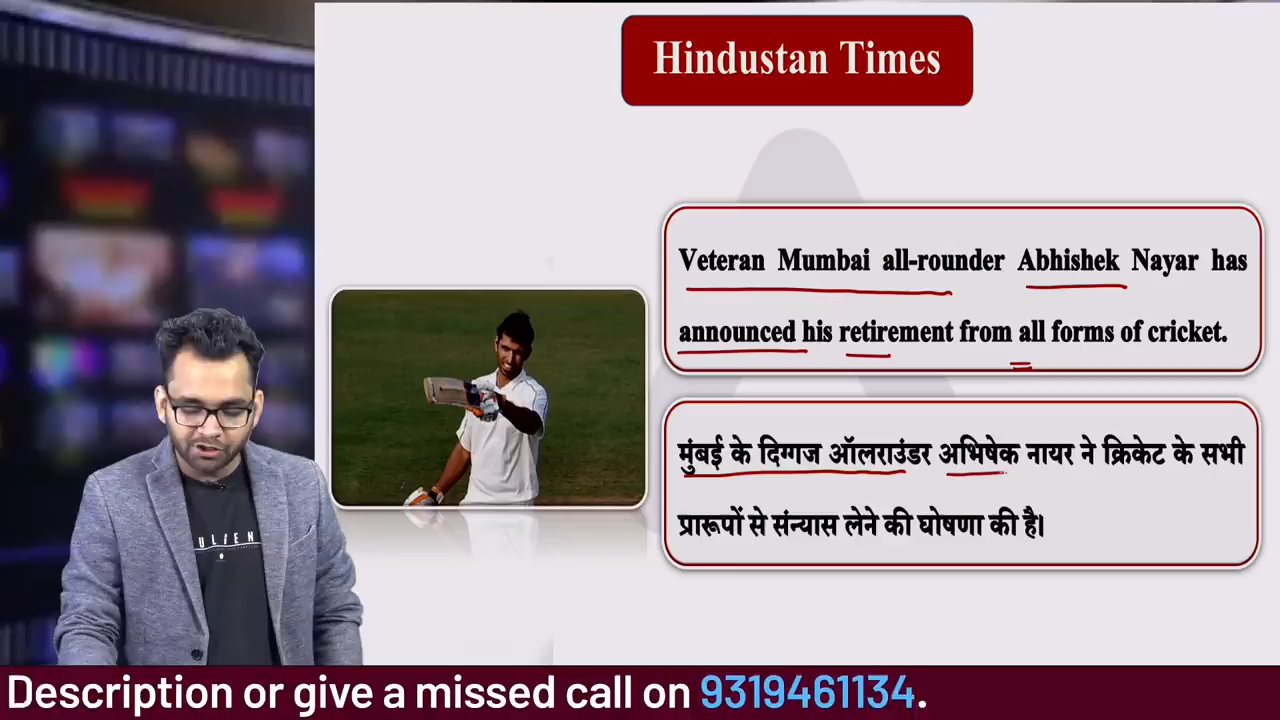 Hindustan Times
Veteran Mumbai all-rounder Abhishek Nayar has
announced his retirement from all forms of cricket.
मुंबई के दिग्गज ऑलराउंडर अभिषेक नायर ने क्रिकेट के सभी
प्रारूपों से संन्यास लेने की घोषणा की है।
ULIEN
Description or give a missed call on 9319461134.